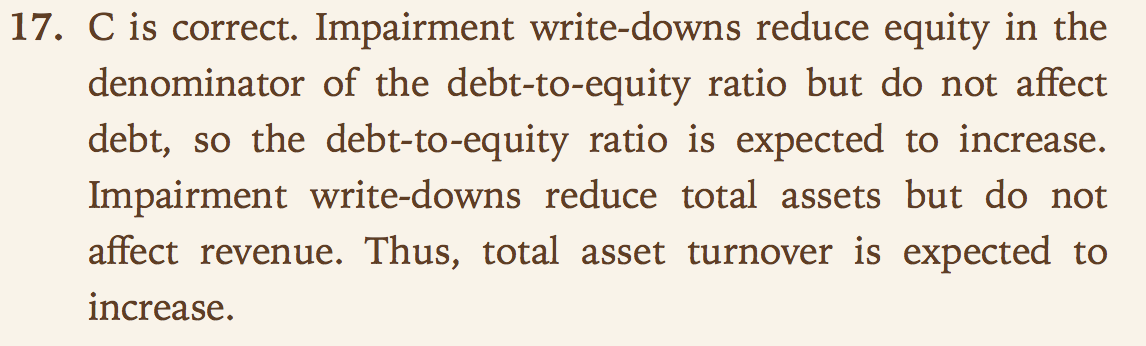 17. C is correct. Impairment write-downs reduce equity in the
denominator of the debt-to-equity ratio but do not affect
debt, so the debt-to-equity ratio is expected to increase.
Impairment write-downs reduce total assets but do not
affect revenue. Thus, total asset turnover is expected to
increase.